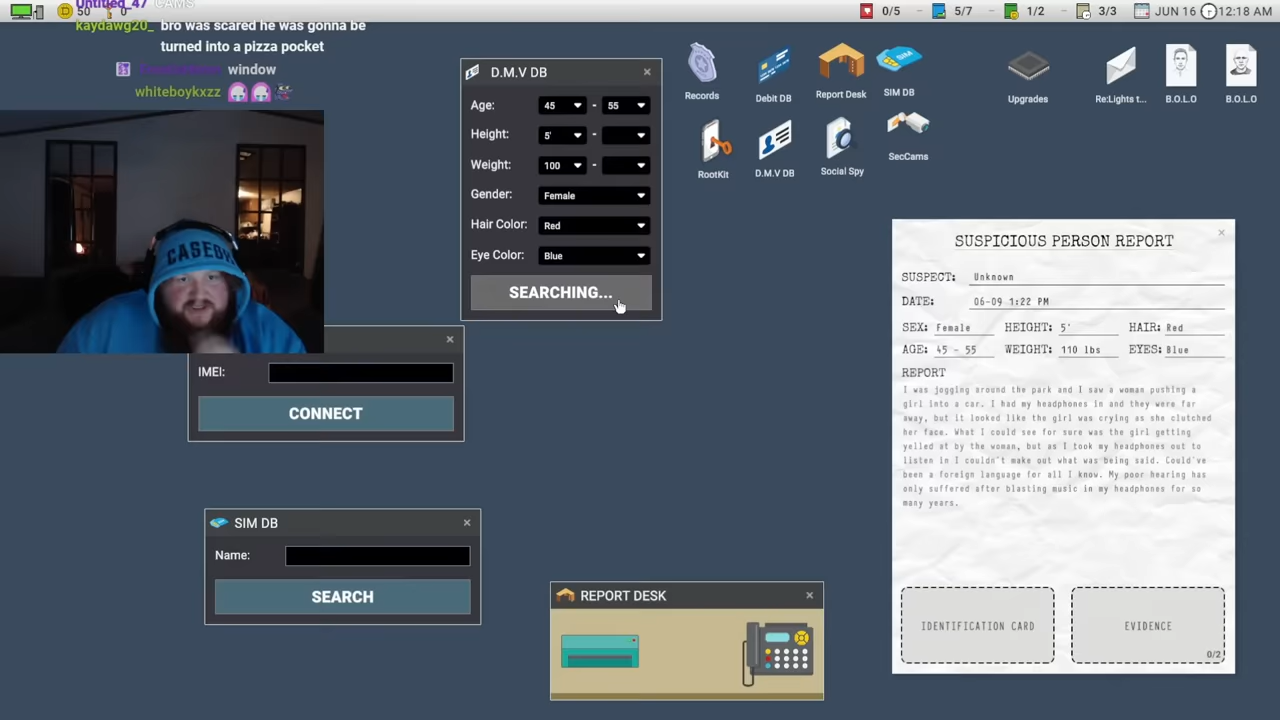 50
0
0/5
5/7
1/2
3/3
JUN 16
12:18 AM
Untitled_47 CAMS
kaydawg20_ bro was scared he was gonna be
turned into a pizza pocket
window
whiteboykxzz
CASEBY
D.M.V DB
Age: 45 - 55
Height: 5' -
Weight: 100 -
Gender: Female
Hair Color: Red
Eye Color: Blue
SEARCHING...
Records
Debit DB
Report Desk
SIM DB
RootKit
D.M.V DB
Social Spy
SecCams
Upgrades
Re:Lights t...
B.O.L.O
B.O.L.O
IMEI:
CONNECT
SIM DB
Name:
SEARCH
REPORT DESK
SUSPICIOUS PERSON REPORT
SUSPECT: Unknown
DATE: 06-09 1:22 PM
SEX: Female HEIGHT: 5' HAIR: Red
AGE: 45 - 55 WEIGHT: 110 lbs EYES: Blue
REPORT
I was jogging around the park and I saw a woman pushing a
girl into a car. I had my headphones in and they were far
away, but it looked like the girl was crying as she clutched
her face. What I could see for sure was the girl getting
yelled at by the woman, but as I took my headphones out to
listen in I couldn't make out what was being said. Could've
been a foreign language for all I know. My poor hearing has
only suffered after blasting music in my headphones for so
many years.
IDENTIFICATION CARD
EVIDENCE
0/2